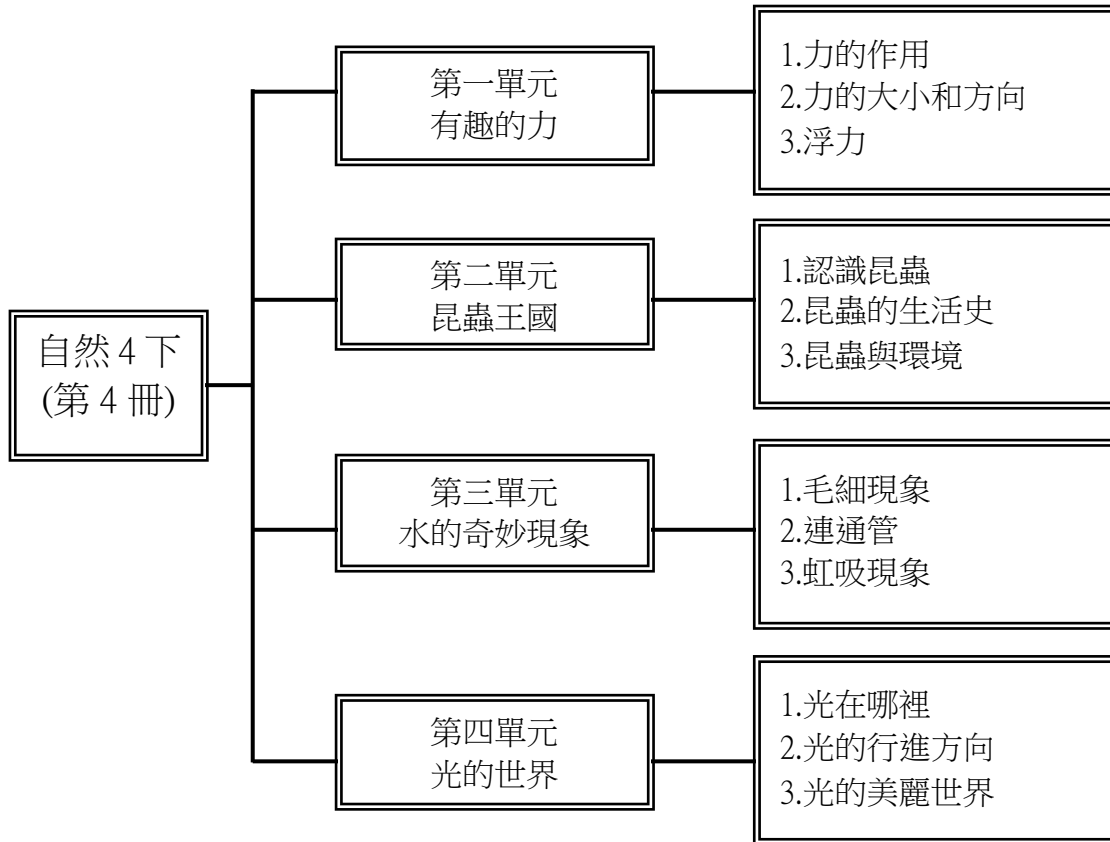 自然 4 下
(第 4 冊)
第一單元
有趣的力
1.力的作用
2.力的大小和方向
3.浮力
第二單元
昆蟲王國
1.認識昆蟲
2.昆蟲的生活史
3.昆蟲與環境
第三單元
水的奇妙現象
1.毛細現象
2.連通管
3.虹吸現象
第四單元
光的世界
1.光在哪裡
2.光的行進方向
3.光的美麗世界